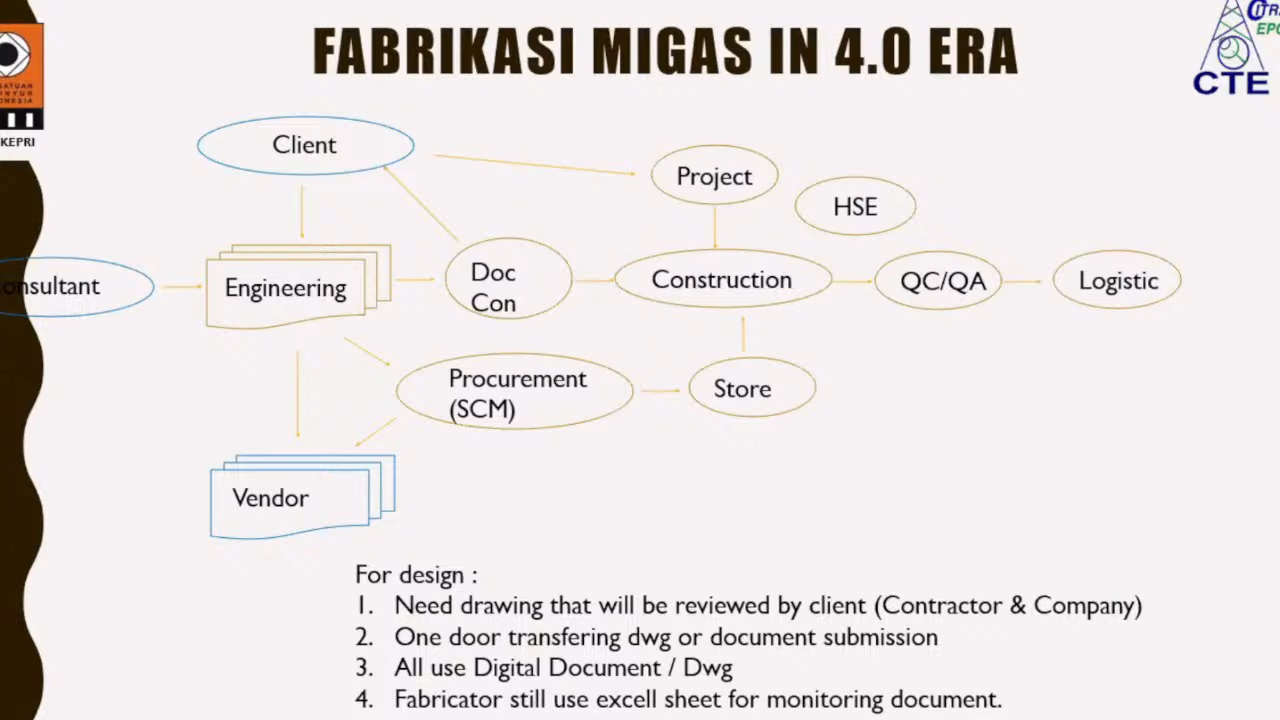 FABRIKASI MIGAS IN 4.0 ERA
CTE
KEPRI
Client
Project
HSE
Engineering
Doc
Con
Construction
QC/QA
Logistic
Procurement
(SCM)
Store
Vendor
For design :
1. Need drawing that will be reviewed by client (Contractor & Company)
2. One door transfering dwg or document submission
3. All use Digital Document / Dwg
4. Fabricator still use excell sheet for monitoring document.